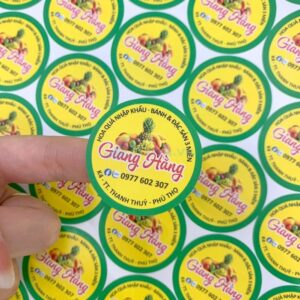 HOA QUẢ NHẬP KHẨU - BÁNH & ĐẶC SẢN 3 MIỀN
Giang Hằng
0977 602 307
TT. THANH THUỶ - PHÚ THỌ